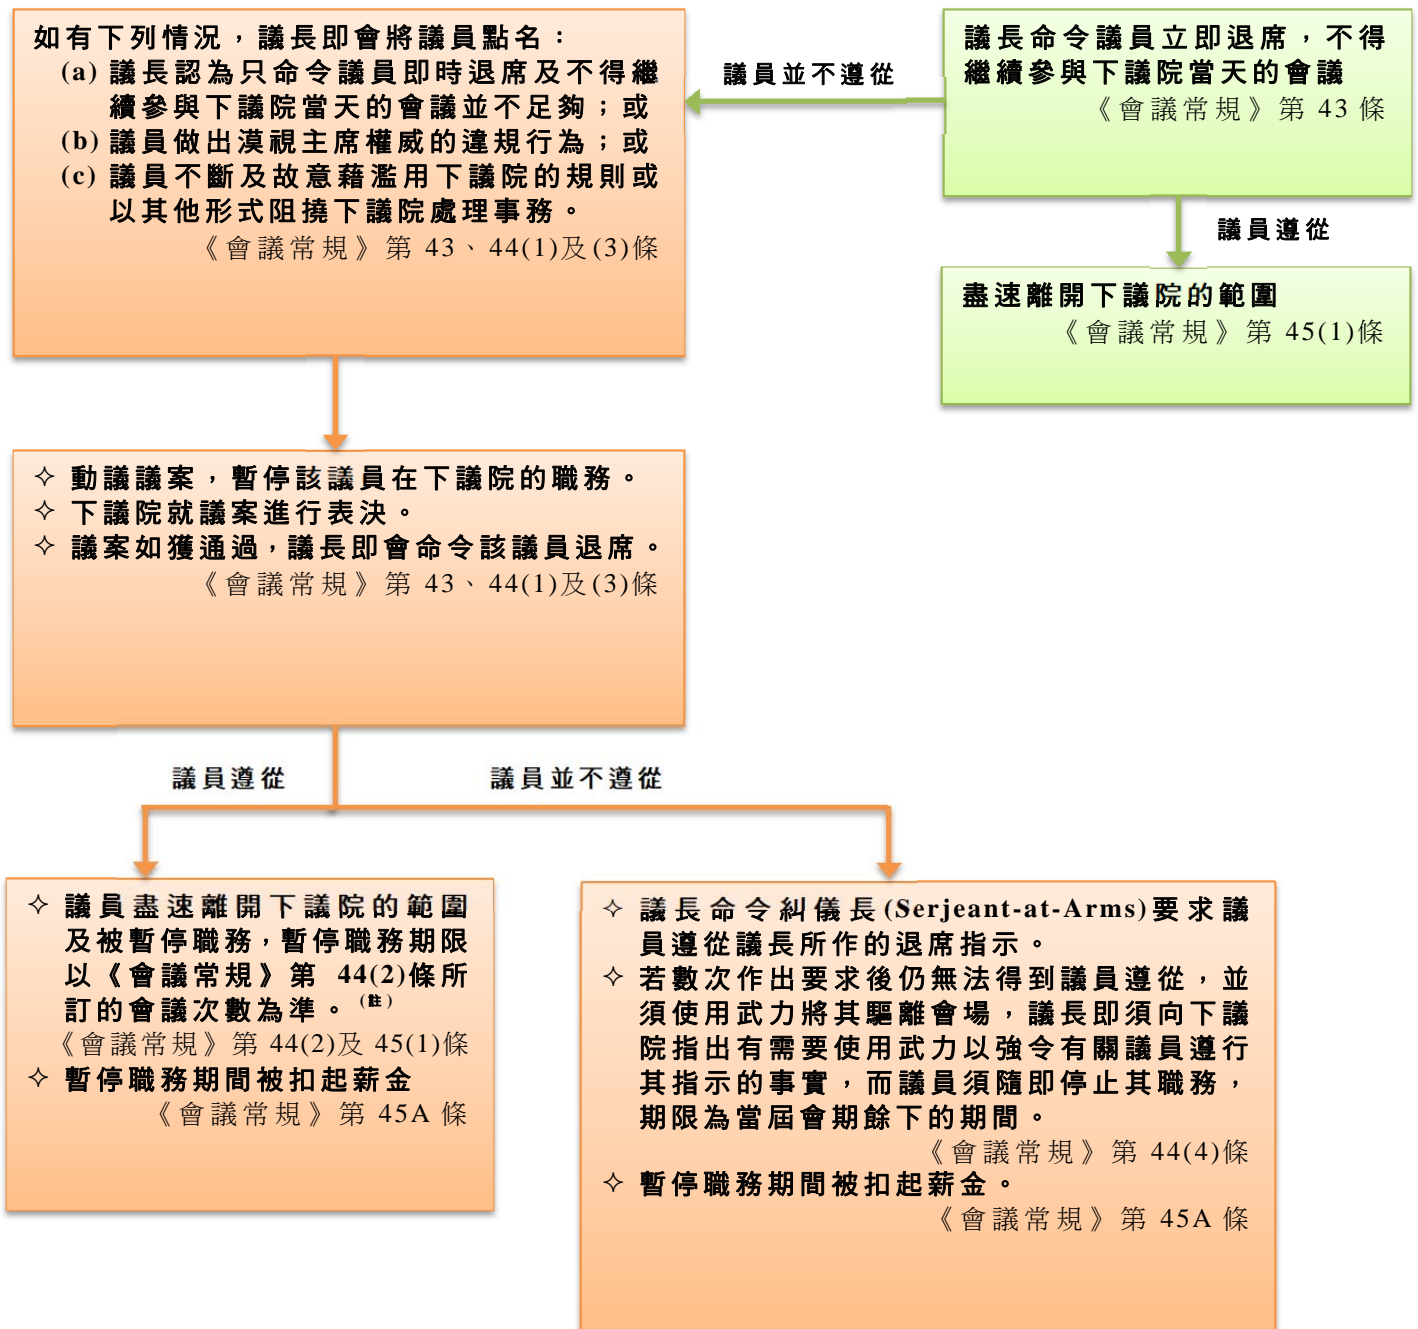 如有下列情況，議長即會將議員點名：
(a) 議長認為只命令議員即時退席及不得繼
續參與下議院當天的會議並不足夠；或
(b) 議員做出漠視主席權威的違規行為；或
(c) 議員不斷及故意藉濫用下議院的規則或
以其他形式阻撓下議院處理事務。
《會議常規》第 43、44(1)及(3)條
議員並不遵從
議長命令議員立即退席，不得
繼續參與下議院當天的會議
《會議常規》第 43 條
議員遵從
盡速離開下議院的範圍
《會議常規》第 45(1)條
✧ 動議議案，暫停該議員在下議院的職務。
✧ 下議院就議案進行表決。
✧ 議案如獲通過，議長即會命令該議員退席。
《會議常規》第 43、44(1)及(3)條
議員遵從
議員並不遵從
✧ 議員盡速離開下議院的範圍
及被暫停職務，暫停職務期限
以《會議常規》第 44(2)條所
訂的會議次數為準。(註)
《會議常規》第 44(2)及 45(1)條
✧ 暫停職務期間被扣起薪金
《會議常規》第 45A 條
✧ 議長命令糾儀長(Serjeant-at-Arms)要求議
員遵從議長所作的退席指示。
✧ 若數次作出要求後仍無法得到議員遵從，並
須使用武力將其驅離會場，議長即須向下議
院指出有需要使用武力以強令有關議員遵行
其指示的事實，而議員須隨即停止其職務，
期限為當屆會期餘下的期間。
《會議常規》第 44(4)條
✧ 暫停職務期間被扣起薪金。
《會議常規》第 45A 條